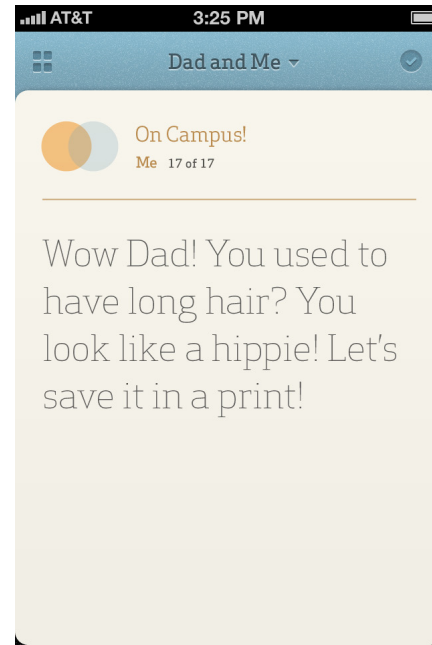 AT&T 3:25 PM
Dad and Me
On Campus!
Me 17 of 17
Wow Dad! You used to
have long hair? You
look like a hippie! Let's
save it in a print!